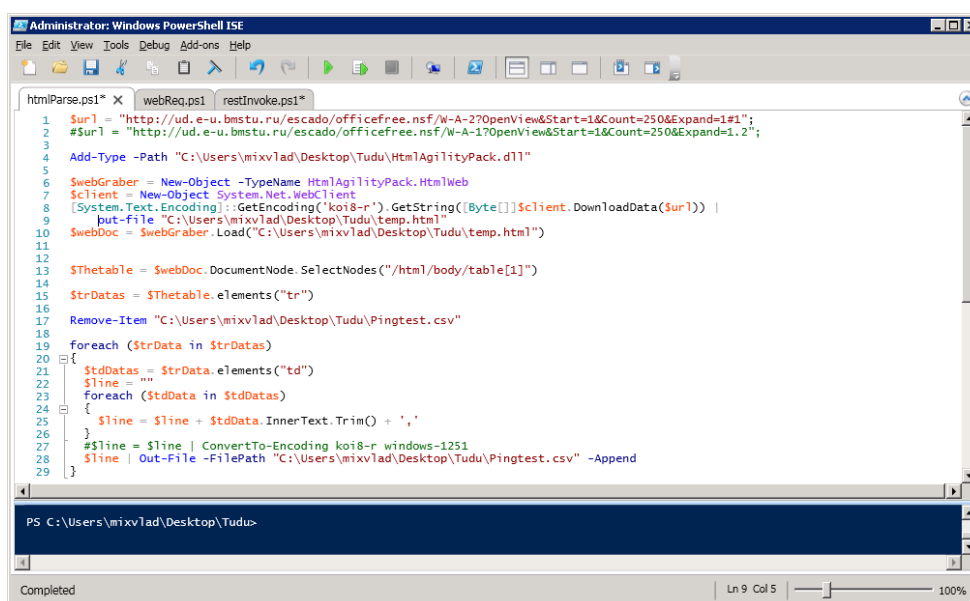 Administrator: Windows PowerShell ISE
File Edit View Tools Debug Add-ons Help
htmlParse.ps1* X webReq.ps1 restInvoke.ps1*
1 $url = "http://ud.e-u.bmstu.ru/escado/officefree.nsf/W-A-2?OpenView&Start=1&Count=250&Expand=1#1";
2 #$url = "http://ud.e-u.bmstu.ru/escado/officefree.nsf/W-A-1?OpenView&Start=1&Count=250&Expand=1.2";
3
4 Add-Type -Path "C:\Users\mixvlad\Desktop\Tudu\HtmlAgilityPack.dll"
5
6 $webGraber = New-Object -TypeName HtmlAgilityPack.HtmlWeb
7 $client = New-Object System.Net.WebClient
8 [System.Text.Encoding]::GetEncoding('koi8-r').GetString([Byte[]]$client.DownloadData($url)) |
9 out-file "C:\Users\mixvlad\Desktop\Tudu\temp.html"
10 $webDoc = $webGraber.Load("C:\Users\mixvlad\Desktop\Tudu\temp.html")
11
12
13 $Thetable = $webDoc.DocumentNode.SelectNodes("/html/body/table[1]")
14
15 $trDatas = $Thetable.elements("tr")
16
17 Remove-Item "C:\Users\mixvlad\Desktop\Tudu\Pingtest.csv"
18
19 foreach ($trData in $trDatas)
20 {
21 $tdDatas = $trData.elements("td")
22 $line = ""
23 foreach ($tdData in $tdDatas)
24 {
25 $line = $line + $tdData.InnerText.Trim() + ','
26 }
27 #$line = $line | ConvertTo-Encoding koi8-r windows-1251
28 $line | Out-File -FilePath "C:\Users\mixvlad\Desktop\Tudu\Pingtest.csv" -Append
29 }
PS C:\Users\mixvlad\Desktop\Tudu>
Completed Ln 9 Col 5 100%